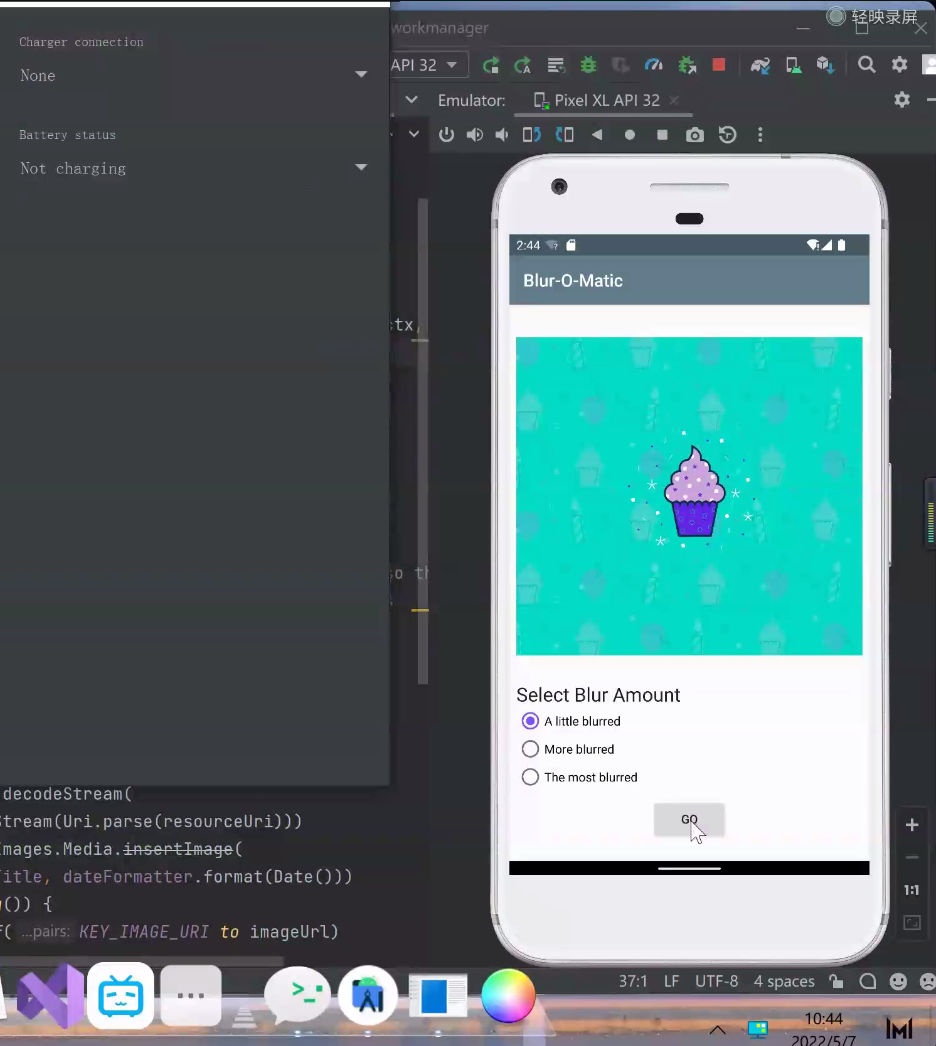 轻映录屏
workmanager
Charger connection
None
API 32
Emulator:
Pixel XL API 32
Battery status
Not charging
2:44
Blur-O-Matic
tx,
so th
Select Blur Amount
A little blurred
More blurred
The most blurred
GO
decodeStream(
Stream(Uri.parse(resourceUri)))
Images.Media.insertImage(
Title, dateFormatter.format(Date()))
()) {
f( ...pairs: KEY_IMAGE_URI to imageUrl)
1:1
37:1 LF UTF-8 4 spaces
10:44
2022/5/7